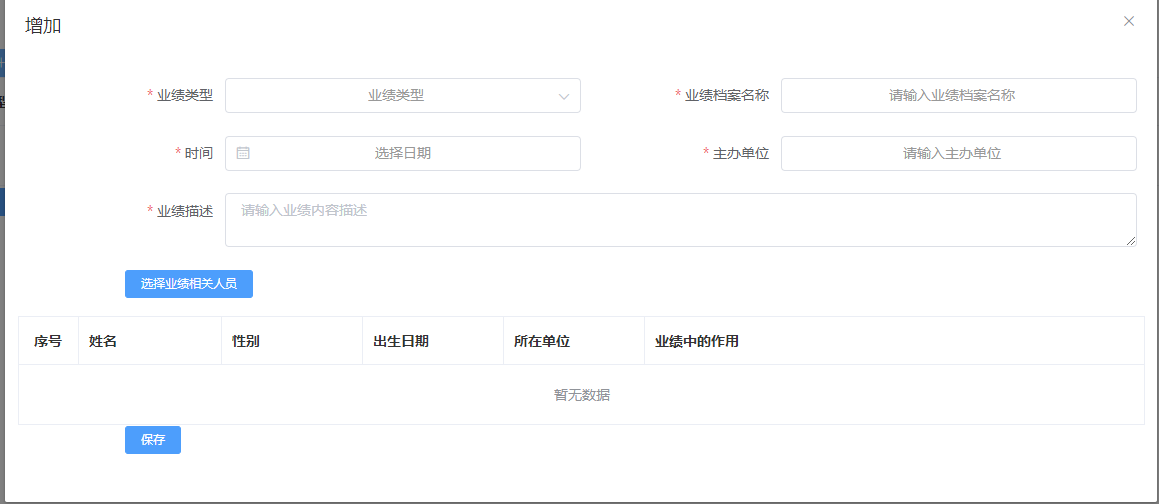 增加
* 业绩类型 业绩类型 * 业绩档案名称 请输入业绩档案名称
* 时间 选择日期 * 主办单位 请输入主办单位
* 业绩描述 请输入业绩内容描述
选择业绩相关人员
序号 姓名 性别 出生日期 所在单位 业绩中的作用
暂无数据
保存